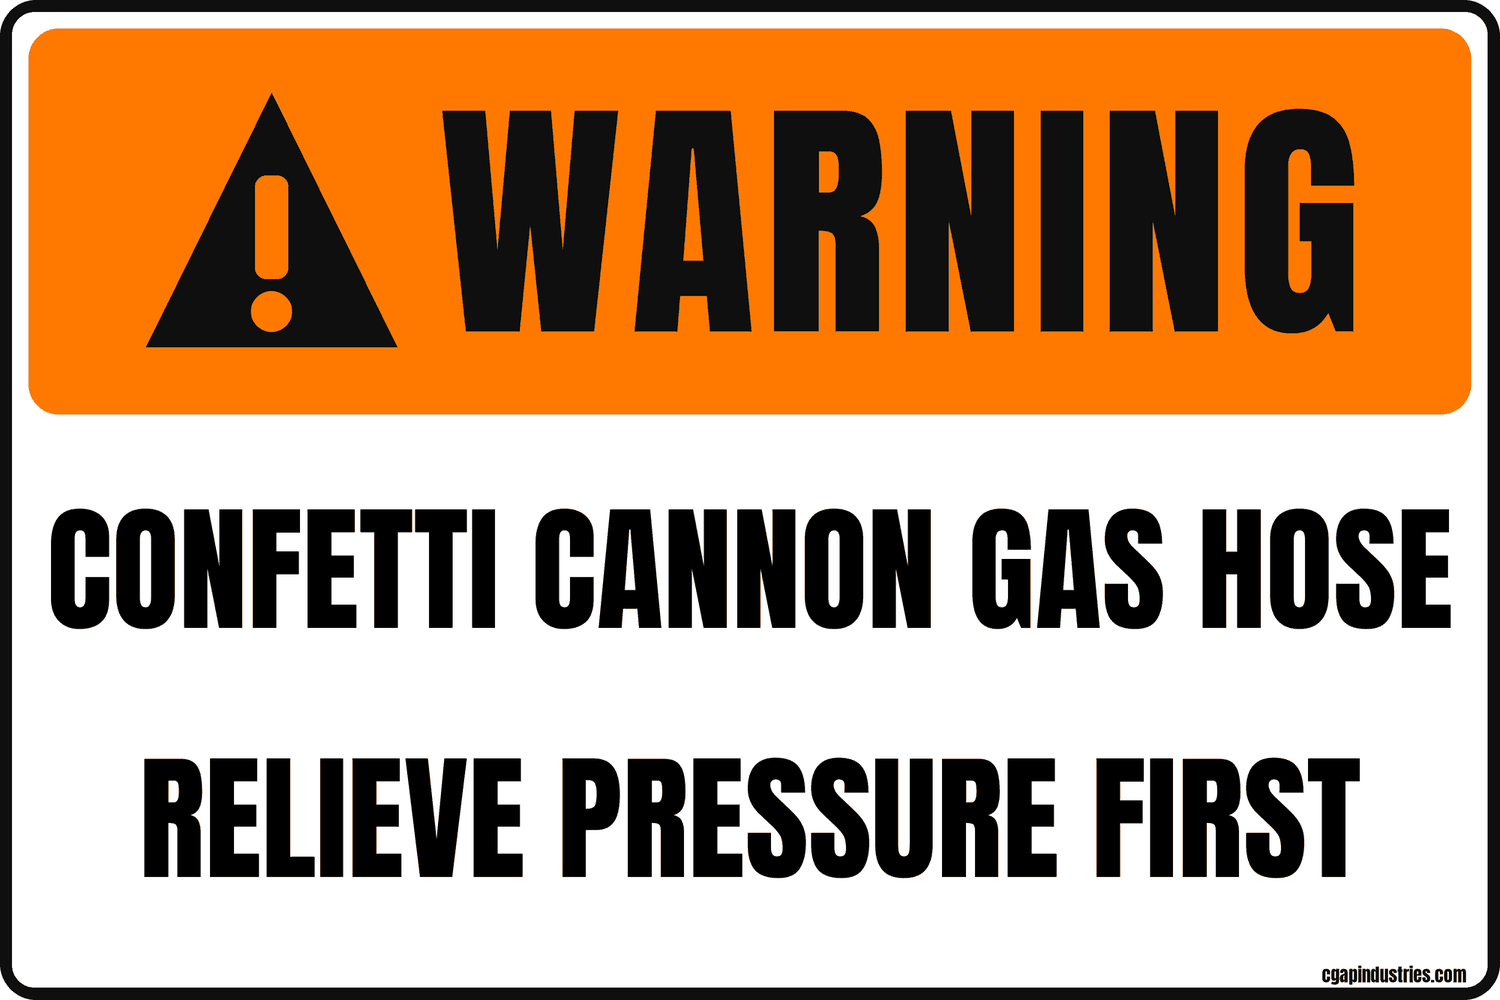 WARNING
CONFETTI CANNON GAS HOSE
RELIEVE PRESSURE FIRST
cgapindustries.com